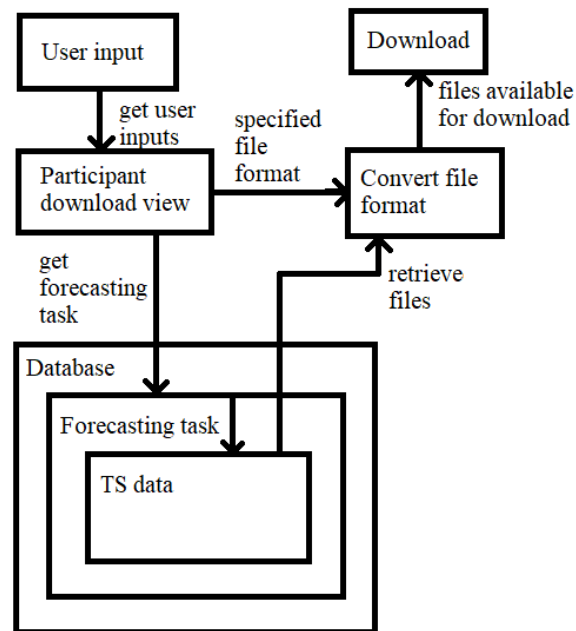 User input
Download
get user
inputs
specified
file
format
files available
for download
Participant
download view
Convert file
format
get
forecasting
task
retrieve
files
Database
Forecasting task
TS data